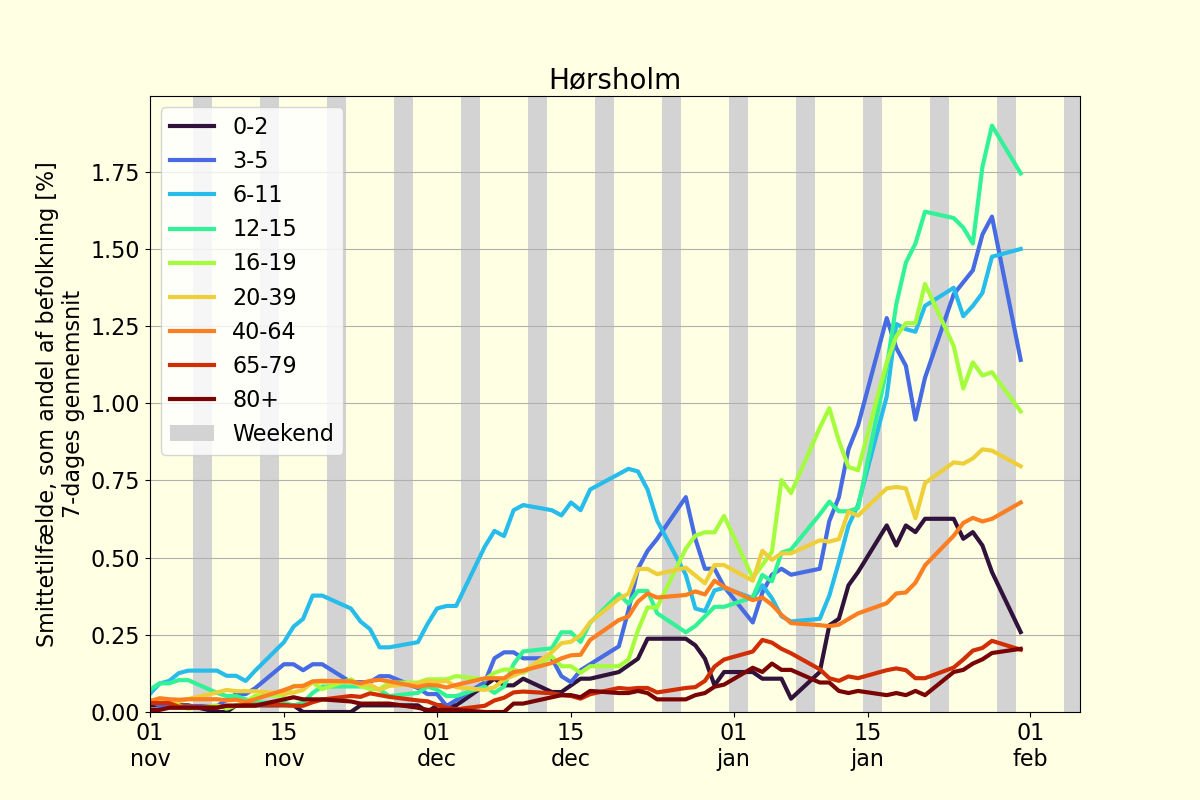 Hørsholm
Smittetilfælde, som andel af befolkning [%]
7-dages gennemsnit
1.75
1.50
1.25
1.00
0.75
0.50
0.25
0.00
0-2
3-5
6-11
12-15
16-19
20-39
40-64
65-79
80+
Weekend
01 15 01 15 01 15 01
nov nov dec dec jan jan feb